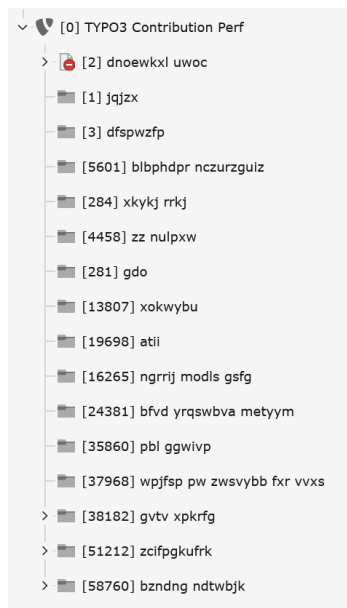 [0] TYPO3 Contribution Perf
[2] dnoewkxl uwoc
[1] jqjzx
[3] dfspwzfp
[5601] blbphdpr nczurzguiz
[284] xkykj rrkj
[4458] zz nulpxw
[281] gdo
[13807] xokwybu
[19698] atii
[16265] ngrrij modls gsfg
[24381] bfvd yrqswbva metyym
[35860] pbl ggwivp
[37968] wpjfsp pw zwsvybb fxr vvxs
[38182] gvtv xpkrfg
[51212] zcifpgkufrk
[58760] bzndng ndtwbjk